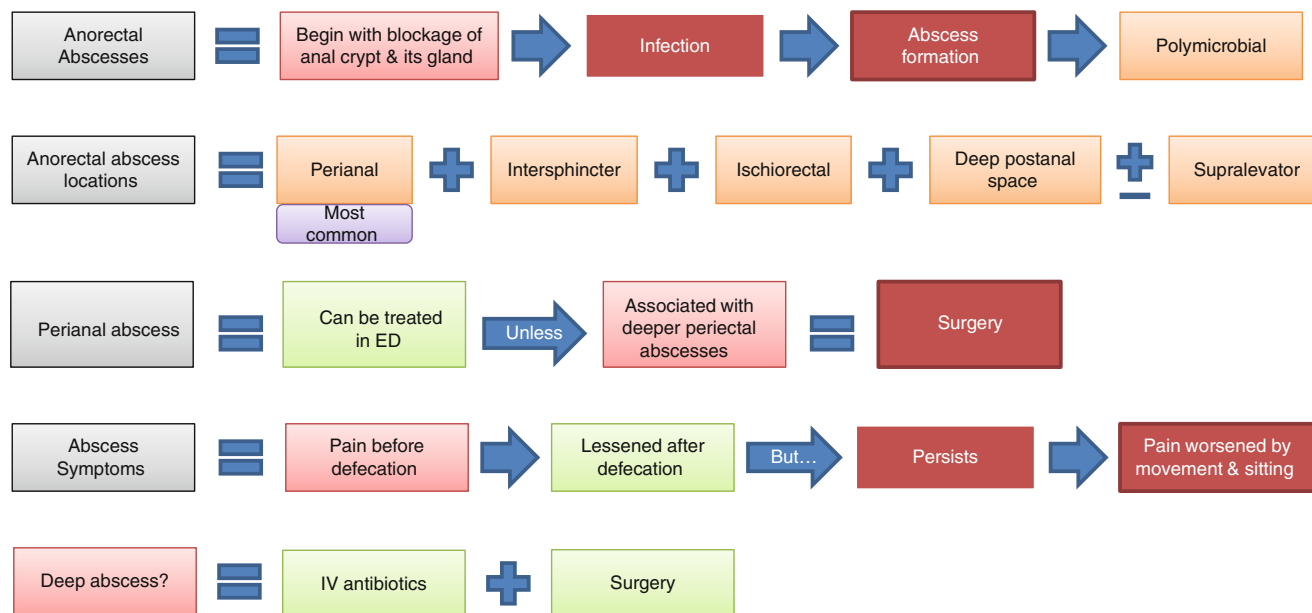 Anorectal
Abscesses
Begin with blockage of
anal crypt & its gland
Infection
Abscess
formation
Polymicrobial
Anorectal abscess
locations
Perianal
Most
common
Intersphincter
Ischiorectal
Deep postanal
space
Supralevator
Perianal abscess
Can be treated
in ED
Unless
Associated with
deeper periectal
abscesses
Surgery
Abscess
Symptoms
Pain before
defecation
Lessened after
defecation
But…
Persists
Pain worsened by
movement & sitting
Deep abscess?
IV antibiotics
Surgery